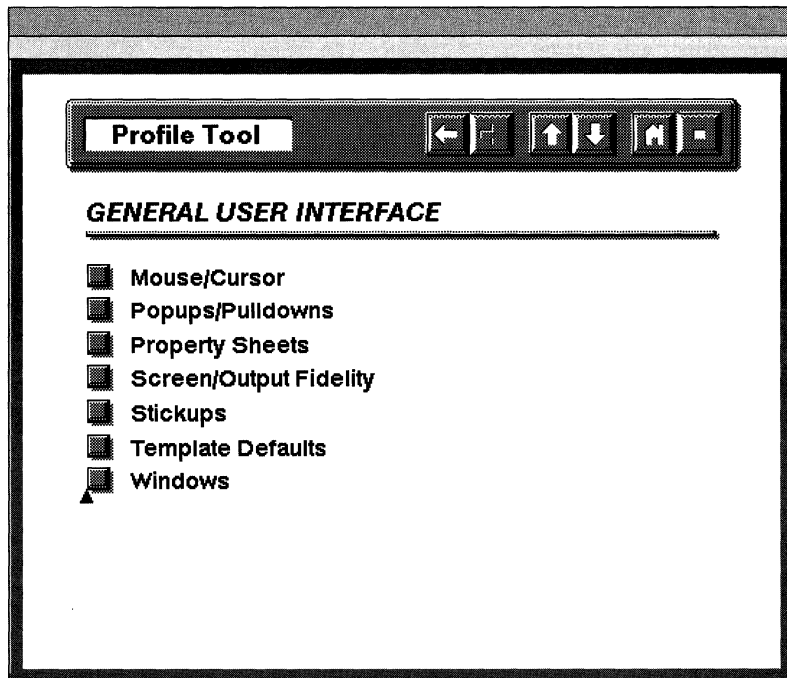 Profile Tool
GENERAL USER INTERFACE
Mouse/Cursor
Popups/Pulldowns
Property Sheets
Screen/Output Fidelity
Stickups
Template Defaults
Windows